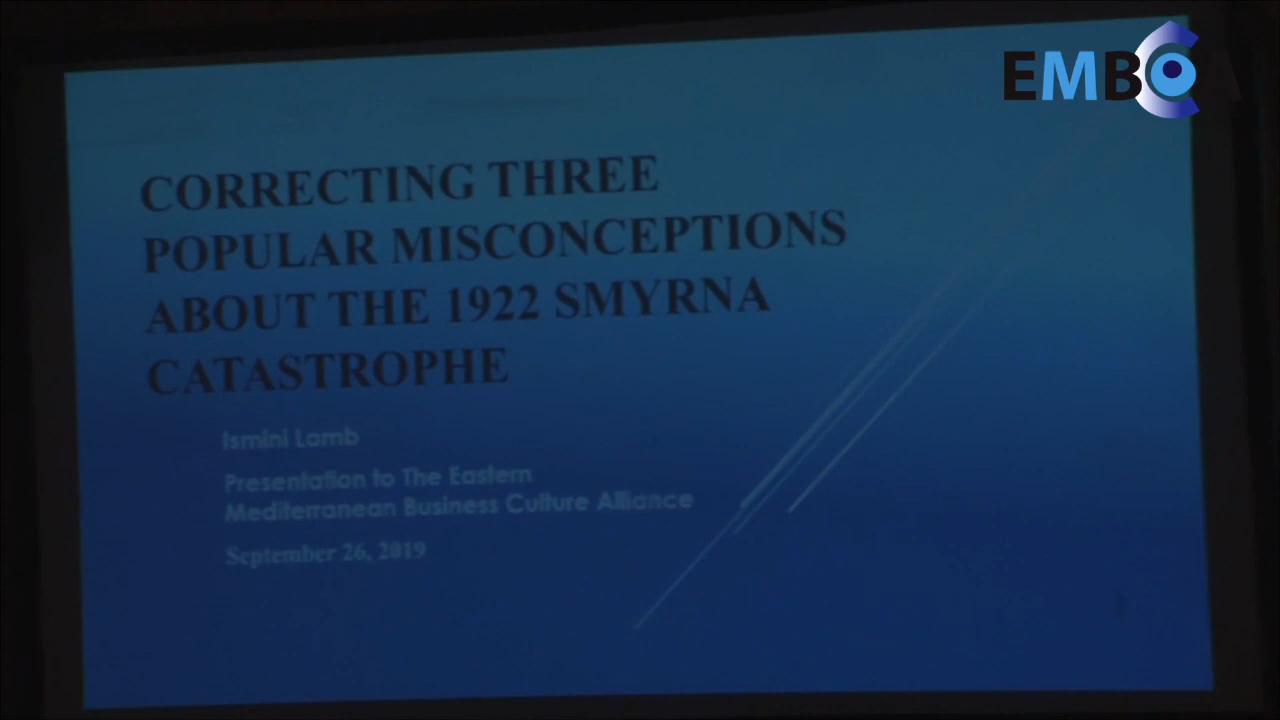 EMBCA
CORRECTING THREE
POPULAR MISCONCEPTIONS
ABOUT THE 1922 SMYRNA
CATASTROPHE
Ismini Lamb
Presentation to The Eastern
Mediterranean Business Culture Alliance
September 26, 2019